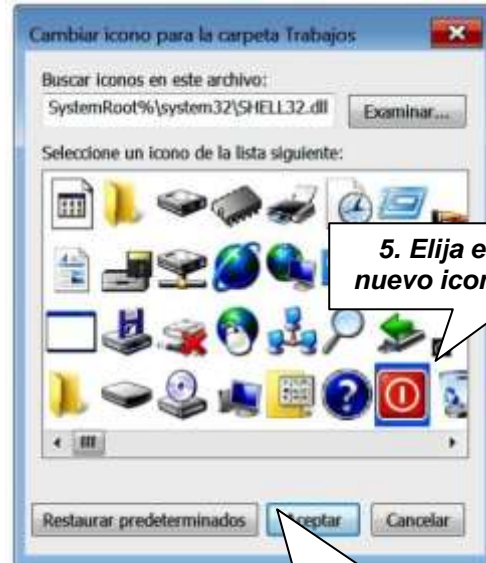 Cambiar icono para la carpeta Trabajos
Buscar iconos en este archivo:
SystemRoot%\system32\SHELL32.dll
Examinar...
Seleccione un icono de la lista siguiente:
5. Elija e
nuevo icon
Restaurar predeterminados
Aceptar
Cancelar